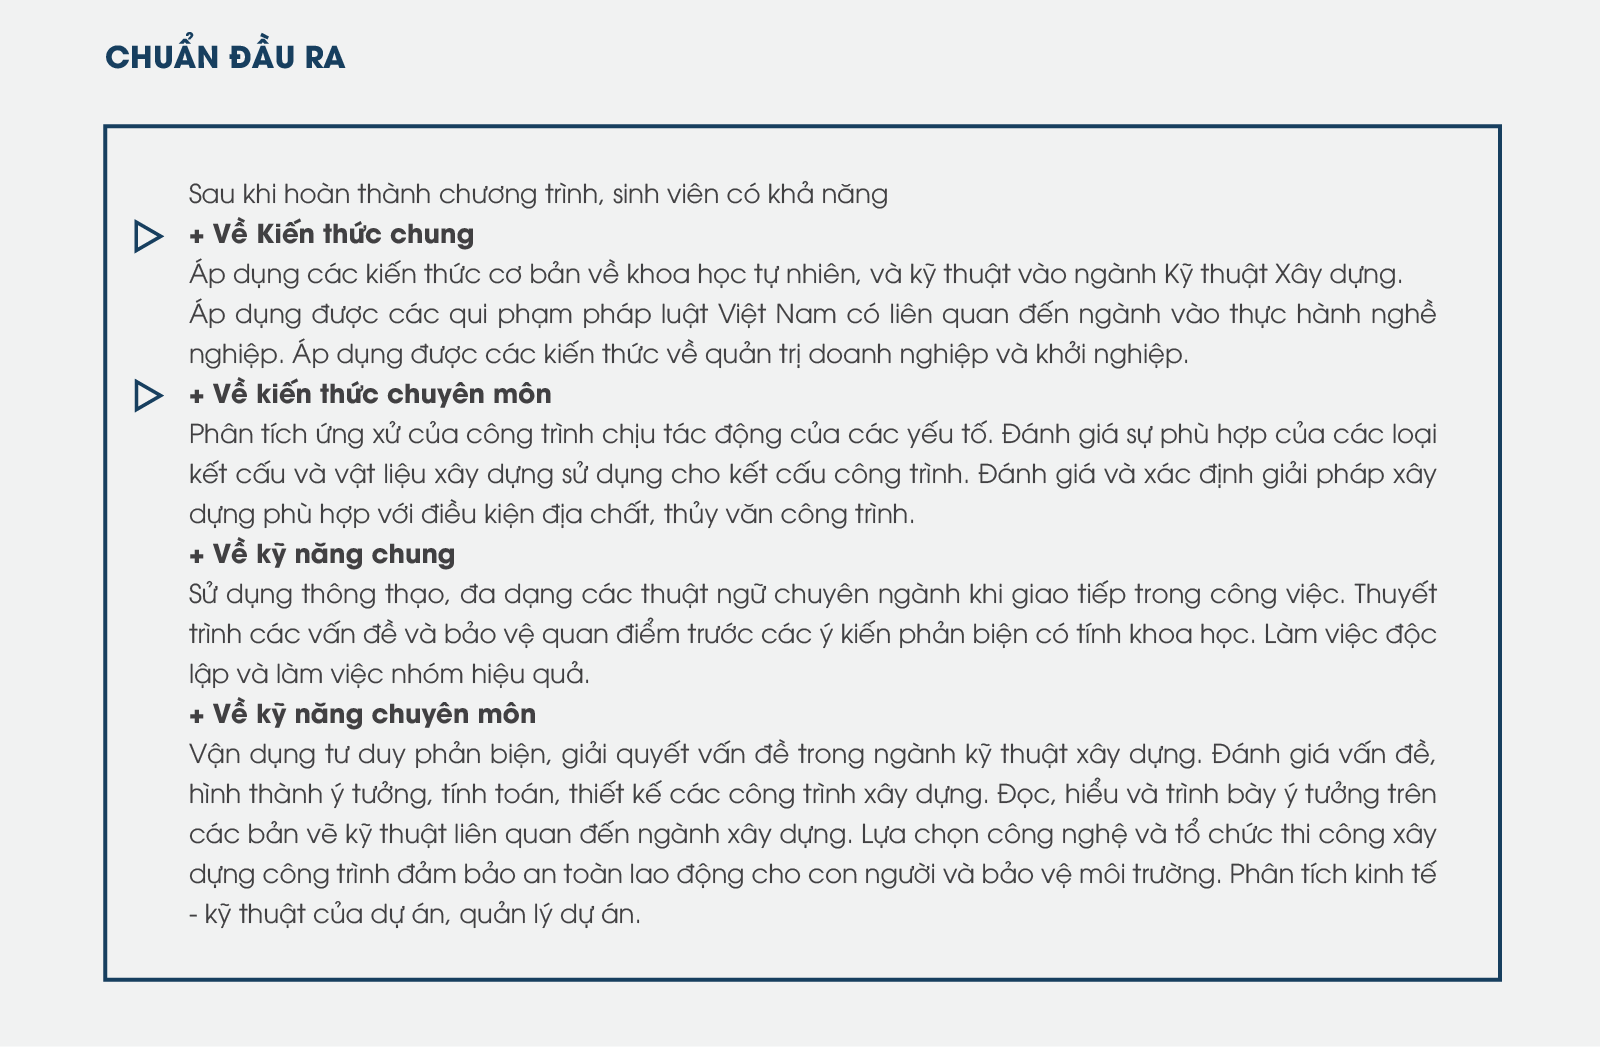 CHUẨN ĐẦU RA
Sau khi hoàn thành chương trình, sinh viên có khả năng
+ Về Kiến thức chung
Áp dụng các kiến thức cơ bản về khoa học tự nhiên, và kỹ thuật vào ngành Kỹ thuật Xây dựng.
Áp dụng được các qui phạm pháp luật Việt Nam có liên quan đến ngành vào thực hành nghề
nghiệp. Áp dụng được các kiến thức về quản trị doanh nghiệp và khởi nghiệp.
+ Về kiến thức chuyên môn
Phân tích ứng xử của công trình chịu tác động của các yếu tố. Đánh giá sự phù hợp của các loại
kết cấu và vật liệu xây dựng sử dụng cho kết cấu công trình. Đánh giá và xác định giải pháp xây
dựng phù hợp với điều kiện địa chất, thủy văn công trình.
+ Về kỹ năng chung
Sử dụng thông thạo, đa dạng các thuật ngữ chuyên ngành khi giao tiếp trong công việc. Thuyết
trình các vấn đề và bảo vệ quan điểm trước các ý kiến phản biện có tính khoa học. Làm việc độc
lập và làm việc nhóm hiệu quả.
+ Về kỹ năng chuyên môn
Vận dụng tư duy phản biện, giải quyết vấn đề trong ngành kỹ thuật xây dựng. Đánh giá vấn đề,
hình thành ý tưởng, tính toán, thiết kế các công trình xây dựng. Đọc, hiểu và trình bày ý tưởng trên
các bản vẽ kỹ thuật liên quan đến ngành xây dựng. Lựa chọn công nghệ và tổ chức thi công xây
dựng công trình đảm bảo an toàn lao động cho con người và bảo vệ môi trường. Phân tích kinh tế
- kỹ thuật của dự án, quản lý dự án.